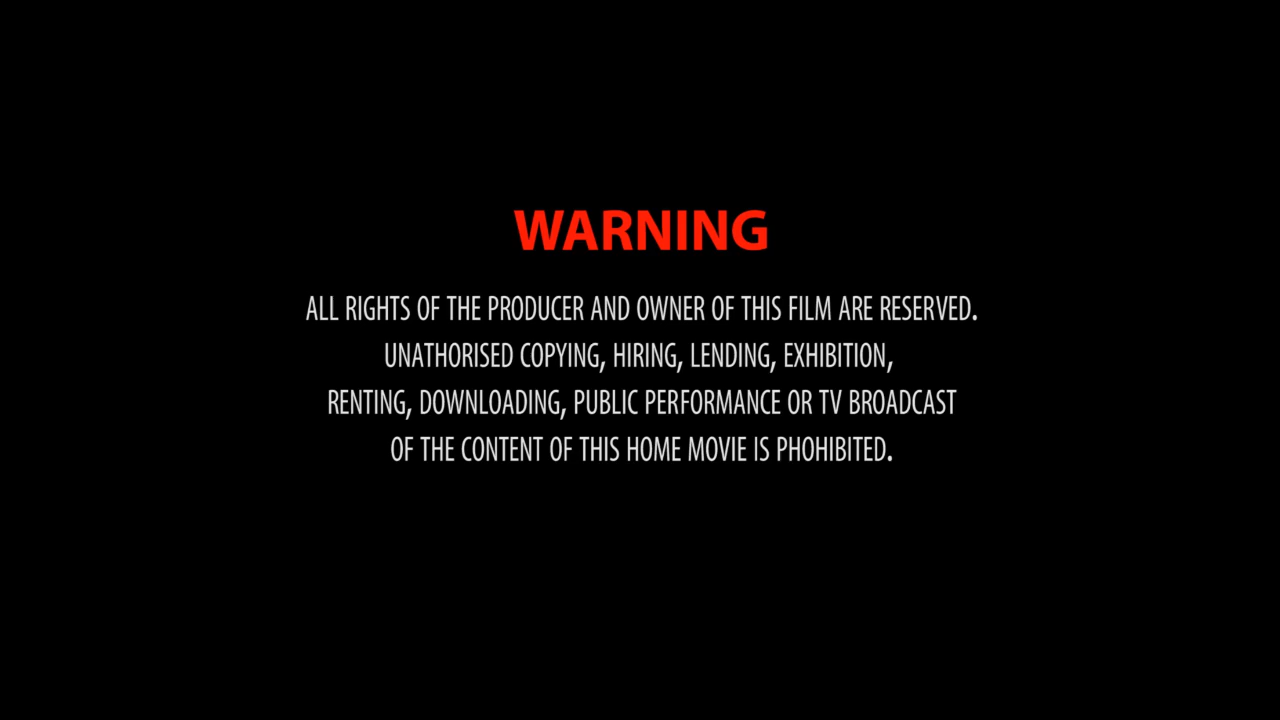 WARNING
ALL RIGHTS OF THE PRODUCER AND OWNER OF THIS FILM ARE RESERVED.
UNATHORISED COPYING, HIRING, LENDING, EXHIBITION,
RENTING, DOWNLOADING, PUBLIC PERFORMANCE OR TV BROADCAST
OF THE CONTENT OF THIS HOME MOVIE IS PHOHIBITED.